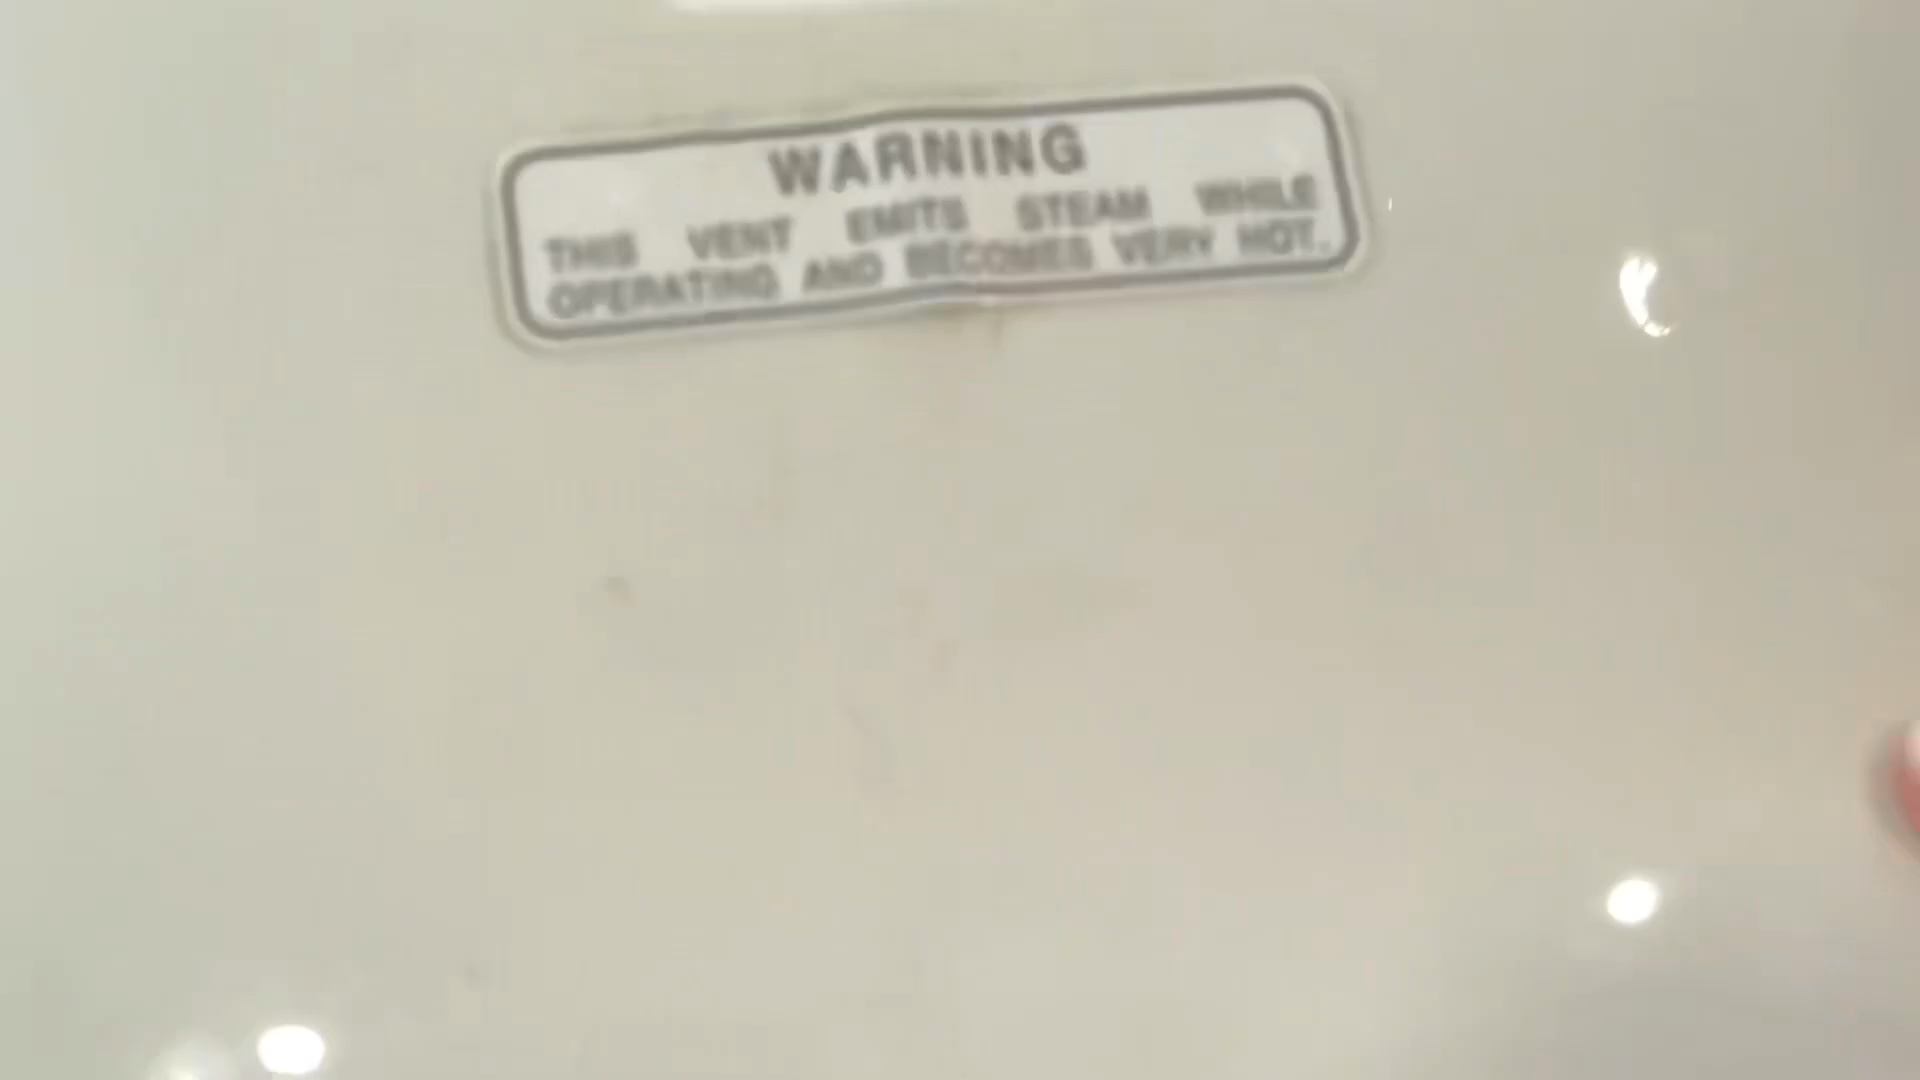 WARNING
THIS VENT EMITS STEAM WHILE
OPERATING AND BECOMES VERY HOT.